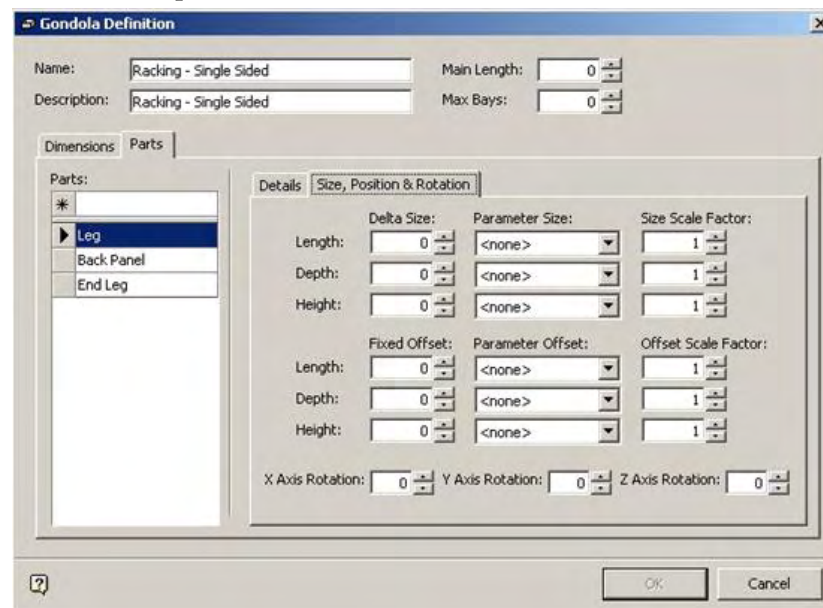 Gondola Definition
Name: Racking - Single Sided Main Length: 0
Description: Racking - Single Sided Max Bays: 0
Dimensions Parts
Parts:
Details Size, Position & Rotation
*
Delta Size: Parameter Size: Size Scale Factor:
Leg
Length: 0 <none> 1
Back Panel
Depth: 0 <none> 1
End Leg
Height: 0 <none> 1
Fixed Offset: Parameter Offset: Offset Scale Factor:
Length: 0 <none> 1
Depth: 0 <none> 1
Height: 0 <none> 1
X Axis Rotation: 0 Y Axis Rotation: 0 Z Axis Rotation: 0
OK Cancel